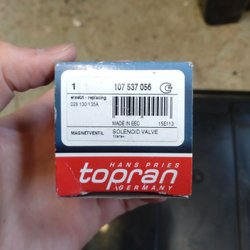 1 107 537 056
ersetzt - replacing
028 130 135A
MADE IN EEC
MAGNETVENTIL SOLENOID VALVE
HANS PRIES
topran
GERMANY